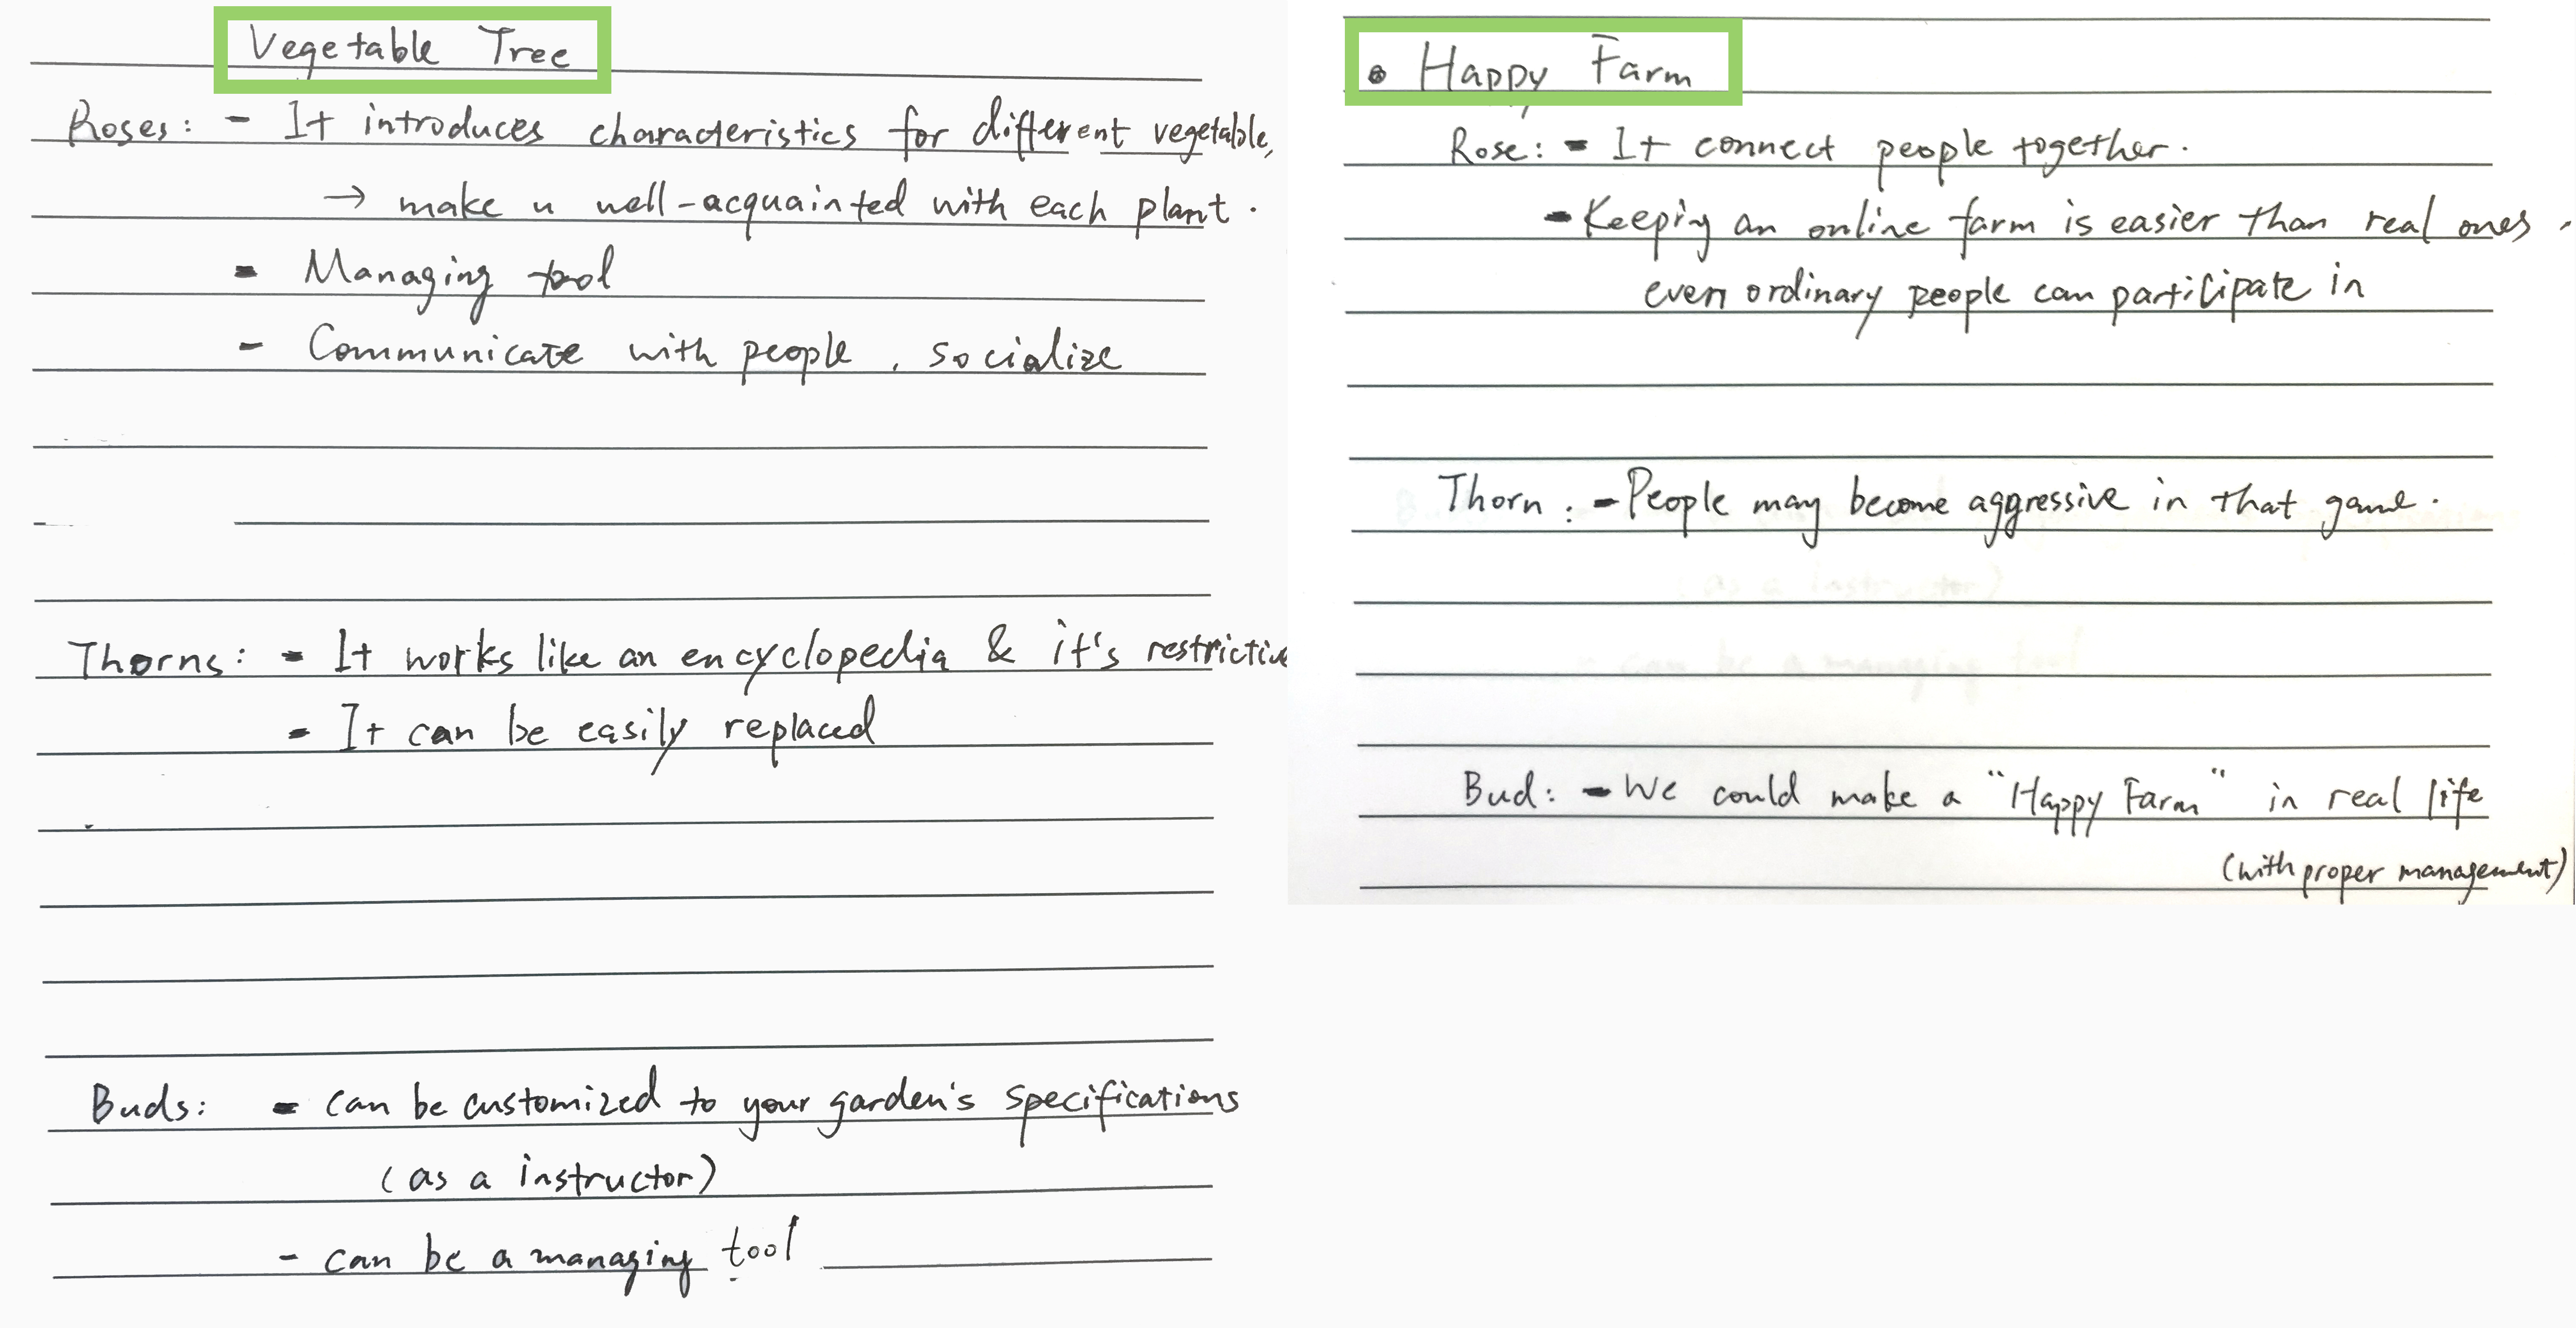 Vegetable Tree
Roses: - It introduces characteristics for different vegetable,
→ make u well-acquainted with each plant.
- Managing tool
- Communicate with people, socialize
Thorns: - It works like an encyclopedia & it's restrictive
- It can be easily replaced
Buds: - can be customized to your garden's specifications
(as a instructor)
- can be a managing tool
• Happy Farm
Rose: - It connect people together.
- Keeping an online farm is easier than real ones,
even ordinary people can participate in
Thorn: - People may become aggressive in that game.
Bud: - We could make a "Happy Farm" in real life
(with proper management)